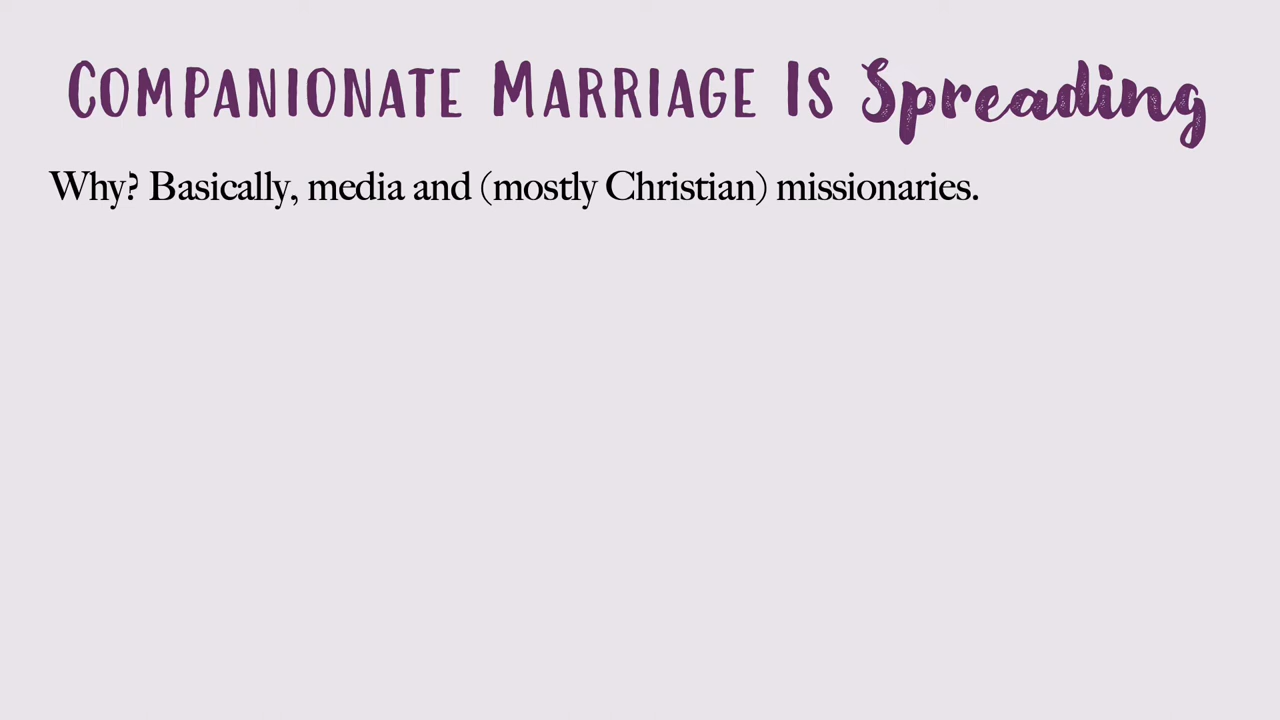 Companionate Marriage Is Spreading
Why? Basically, media and (mostly Christian) missionaries.